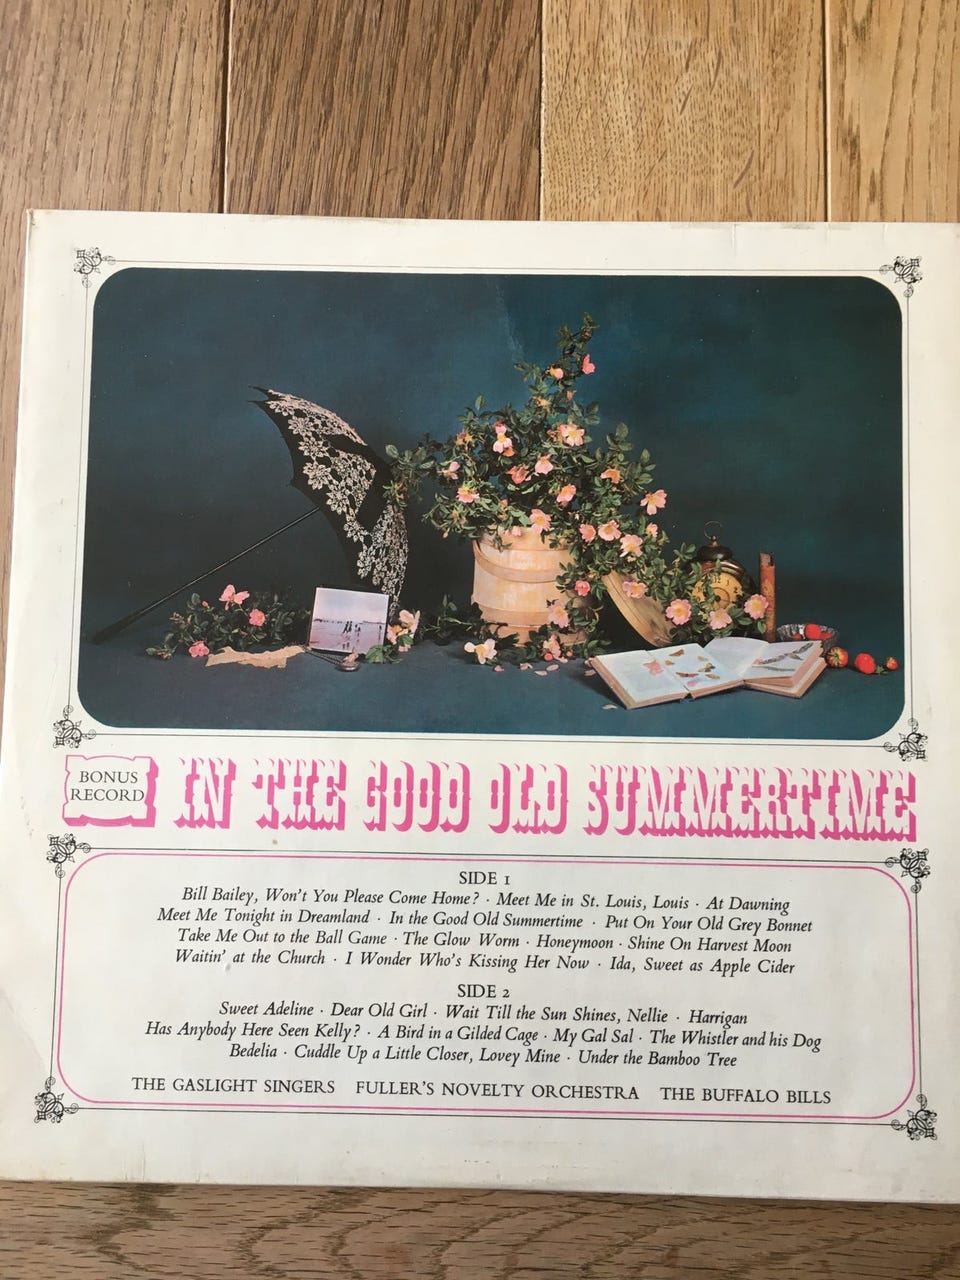 BONUS
RECORD
IN THE GOOD OLD SUMMERTIME
SIDE 1
Bill Bailey, Won't You Please Come Home? · Meet Me in St. Louis, Louis · At Dawning
Meet Me Tonight in Dreamland · In the Good Old Summertime · Put On Your Old Grey Bonnet
Take Me Out to the Ball Game · The Glow Worm · Honeymoon · Shine On Harvest Moon
Waitin' at the Church · I Wonder Who's Kissing Her Now · Ida, Sweet as Apple Cider
SIDE 2
Sweet Adeline · Dear Old Girl · Wait Till the Sun Shines, Nellie · Harrigan
Has Anybody Here Seen Kelly? · A Bird in a Gilded Cage · My Gal Sal · The Whistler and his Dog
Bedelia · Cuddle Up a Little Closer, Lovey Mine · Under the Bamboo Tree
THE GASLIGHT SINGERS FULLER'S NOVELTY ORCHESTRA THE BUFFALO BILLS